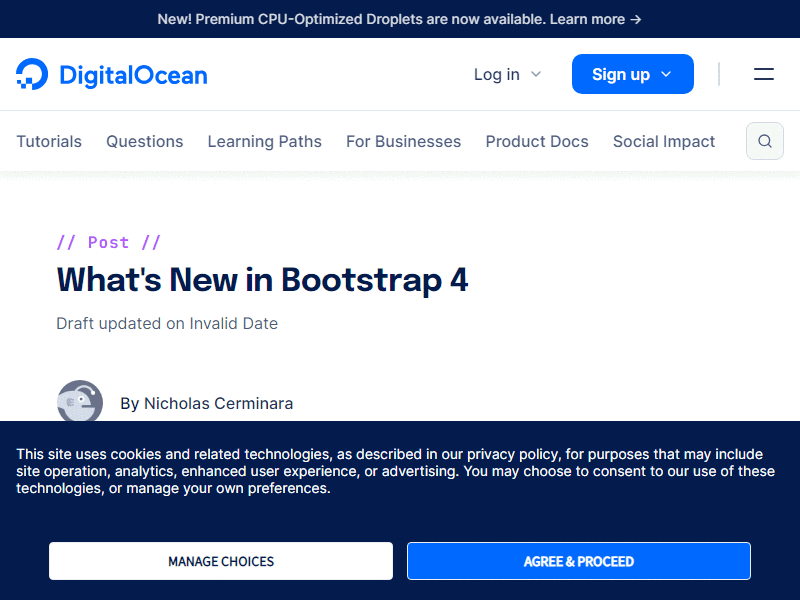 New! Premium CPU-Optimized Droplets are now available. Learn more →
DigitalOcean
Log in
Sign up
Tutorials
Questions
Learning Paths
For Businesses
Product Docs
Social Impact
// Post //
What's New in Bootstrap 4
Draft updated on Invalid Date
By Nicholas Cerminara
This site uses cookies and related technologies, as described in our privacy policy, for purposes that may include
site operation, analytics, enhanced user experience, or advertising. You may choose to consent to our use of these
technologies, or manage your own preferences.
MANAGE CHOICES
AGREE & PROCEED